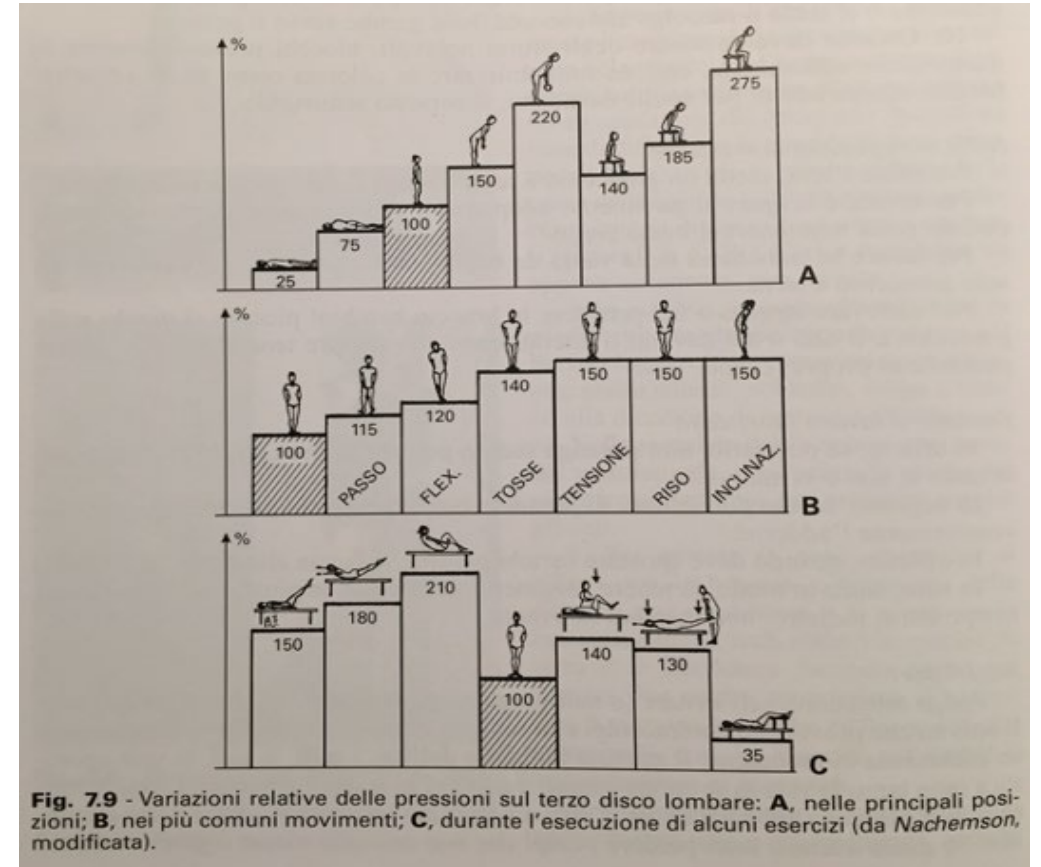 %
275
220
185
150
140
100
75
25
A
%
150
150
150
140
120
115
100
PASSO
FLEX.
TOSSE
TENSIONE
RISO
INCLINAZ.
B
%
210
180
150
140
130
100
35
C
Fig. 7.9 - Variazioni relative delle pressioni sul terzo disco lombare: A, nelle principali posi-
zioni; B, nei più comuni movimenti; C, durante l'esecuzione di alcuni esercizi (da Nachemson,
modificata).